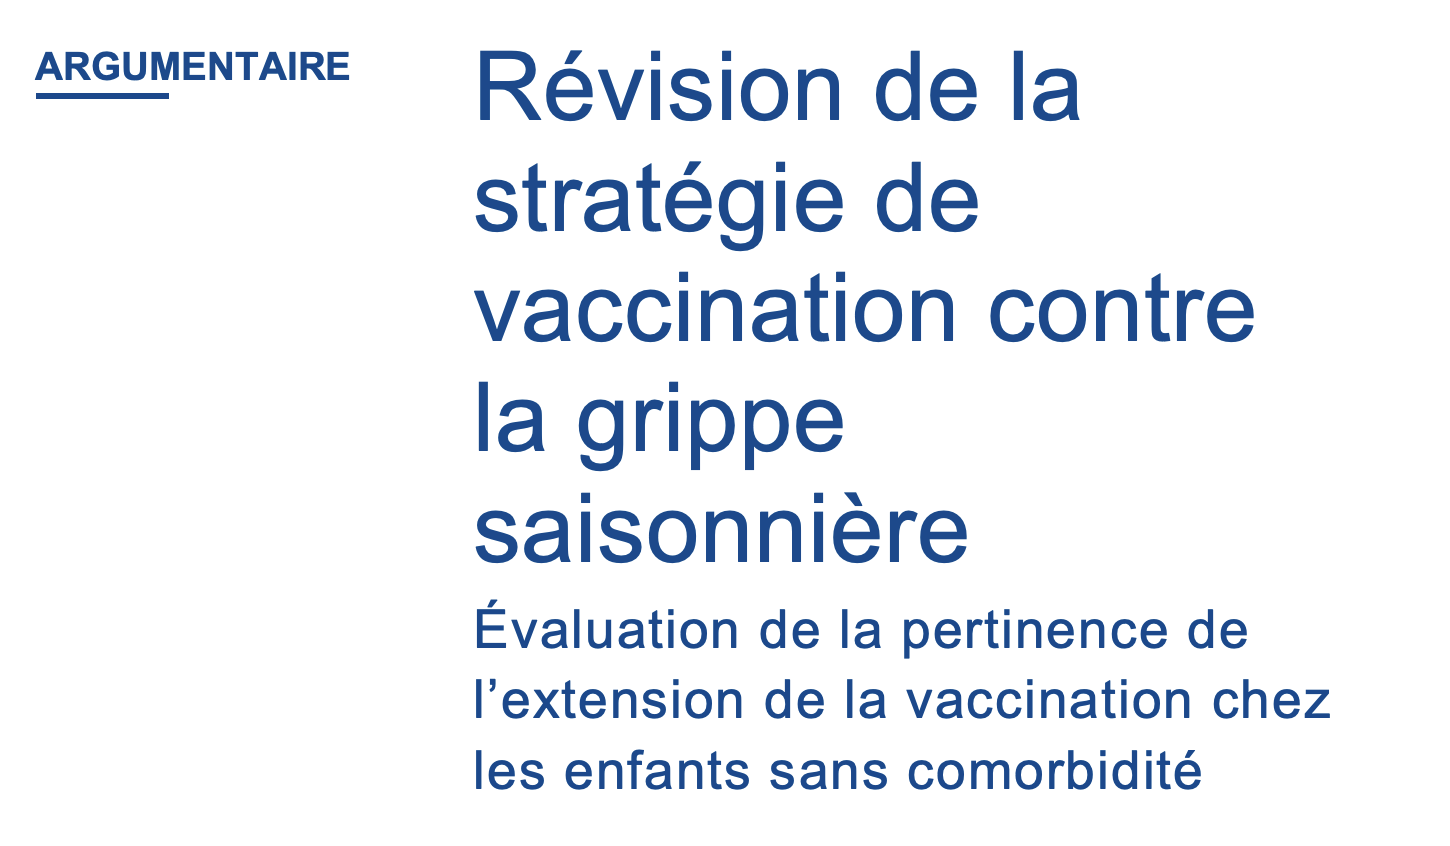 ARGUMENTAIRE
Révision de la
stratégie de
vaccination contre
la grippe
saisonnière
Évaluation de la pertinence de
l’extension de la vaccination chez
les enfants sans comorbidité